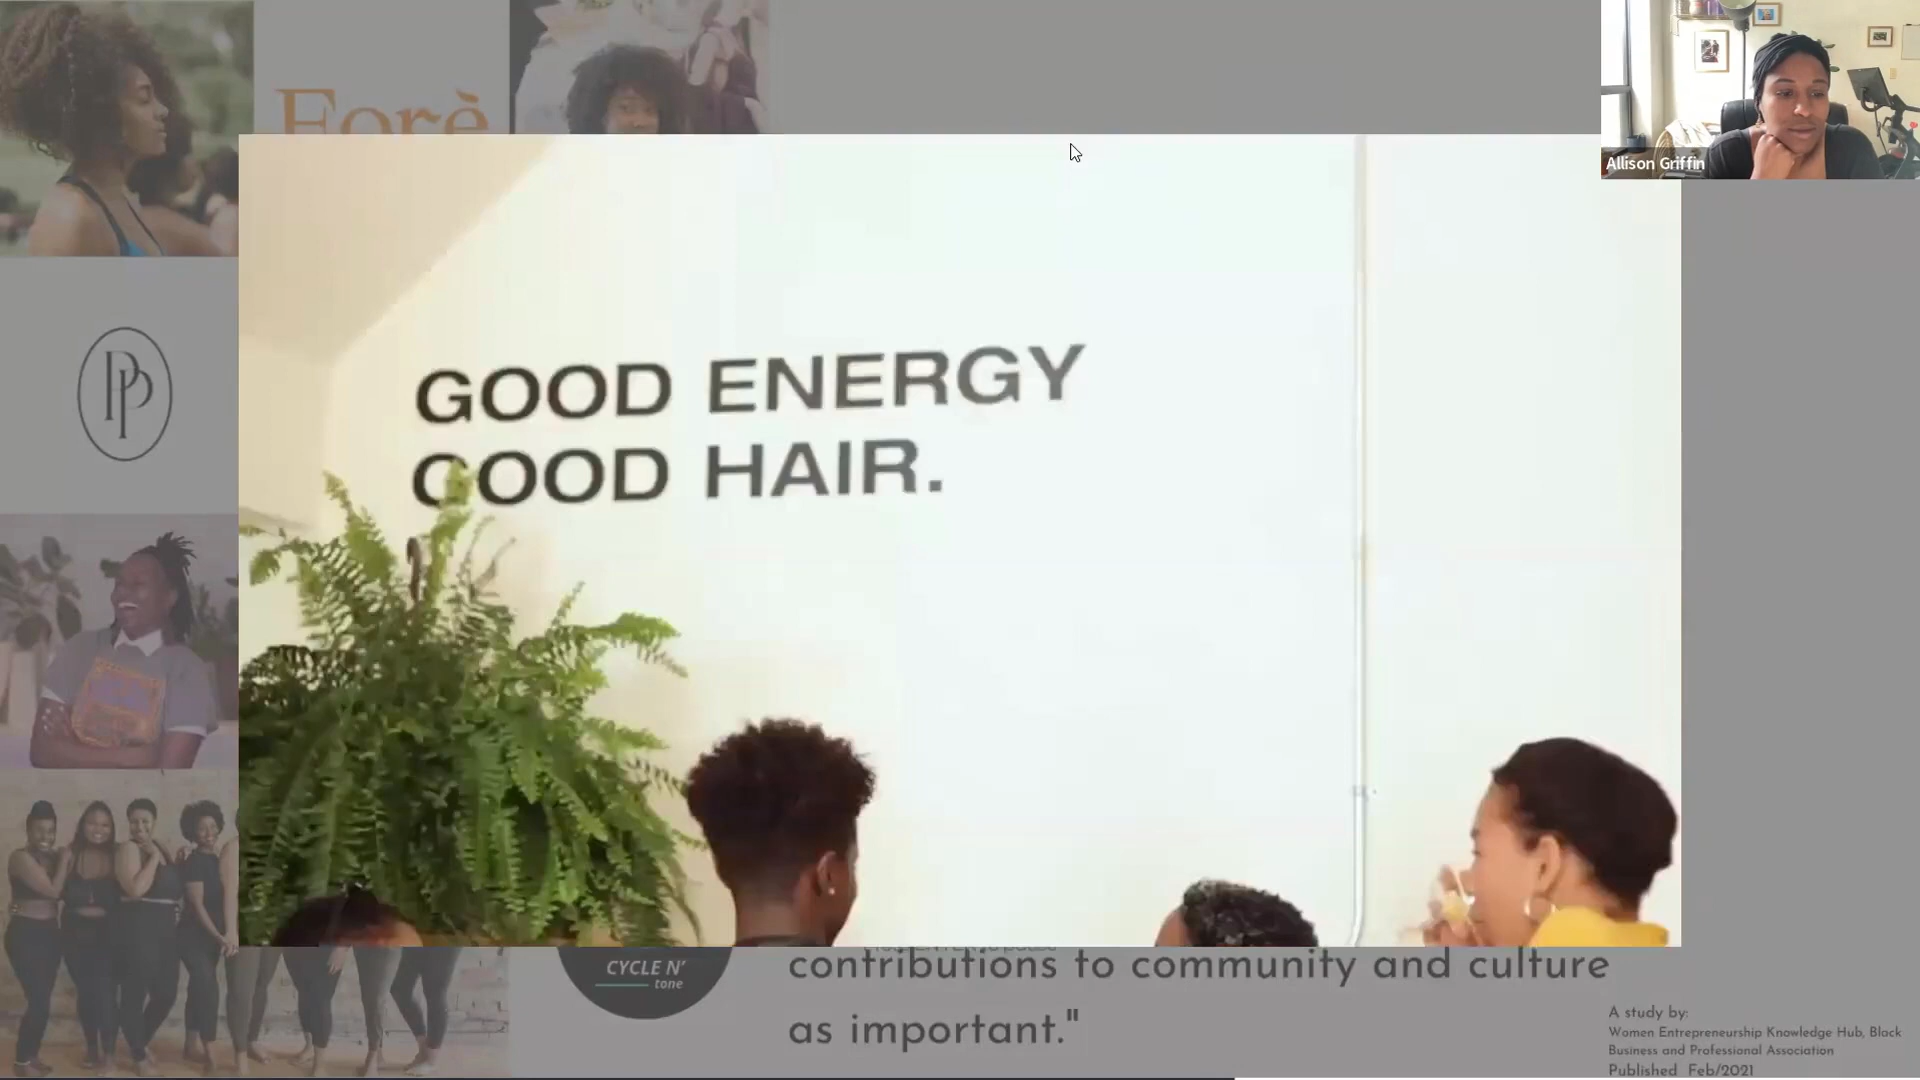 Forè
Allison Griffin
GOOD ENERGY
GOOD HAIR.
PP
CYCLE N'
tone
contributions to community and culture
as important."
A study by:
Women Entrepreneurship Knowledge Hub, Black
Business and Professional Association
Published Feb/2021